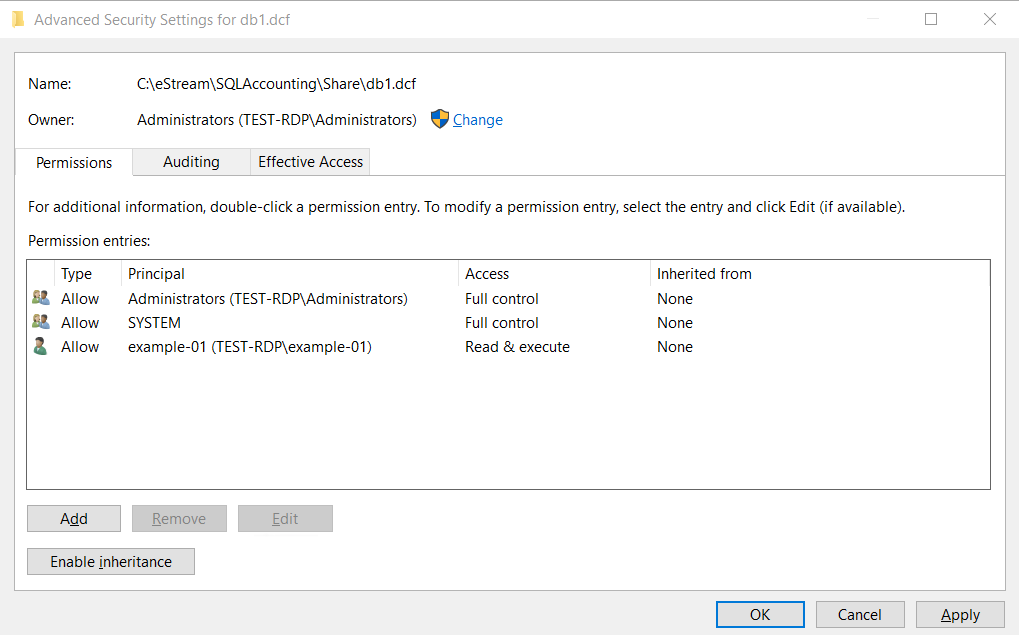 Advanced Security Settings for db1.dcf
Name: C:\eStream\SQLAccounting\Share\db1.dcf
Owner: Administrators (TEST-RDP\Administrators) Change
Permissions Auditing Effective Access
For additional information, double-click a permission entry. To modify a permission entry, select the entry and click Edit (if available).
Permission entries:
Type Principal Access Inherited from
Allow Administrators (TEST-RDP\Administrators) Full control None
Allow SYSTEM Full control None
Allow example-01 (TEST-RDP\example-01) Read & execute None
Add Remove Edit
Enable inheritance
OK Cancel Apply